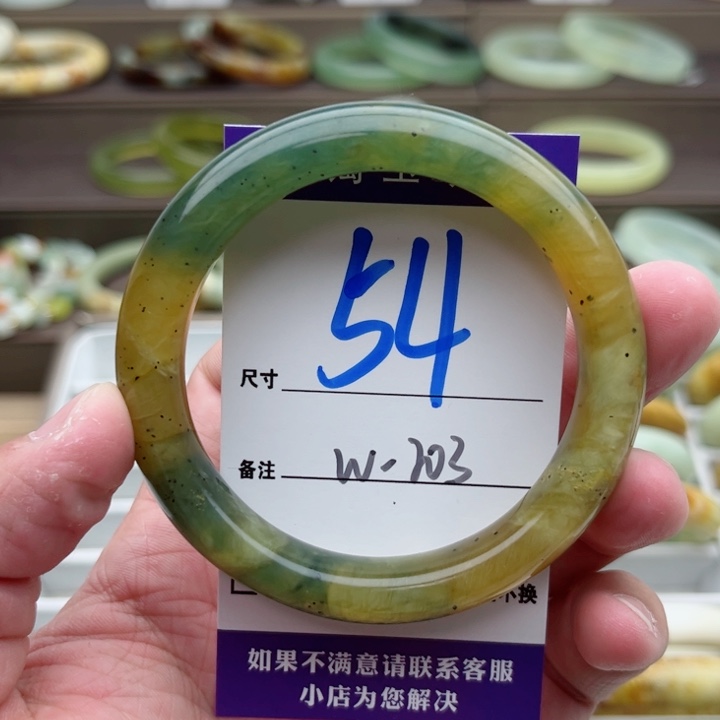 尺寸 54
备注 W-203
不换
如果不满意请联系客服
小店为您解决